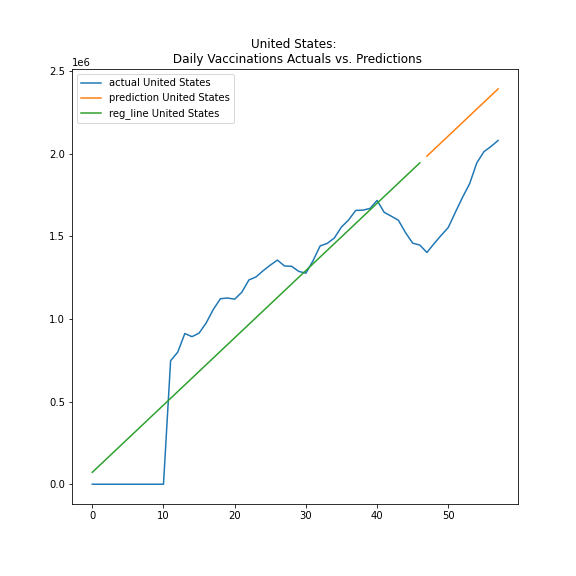 United States:
Daily Vaccinations Actuals vs. Predictions
1e6
2.5
2.0
1.5
1.0
0.5
0.0
actual United States
prediction United States
reg_line United States
0 10 20 30 40 50